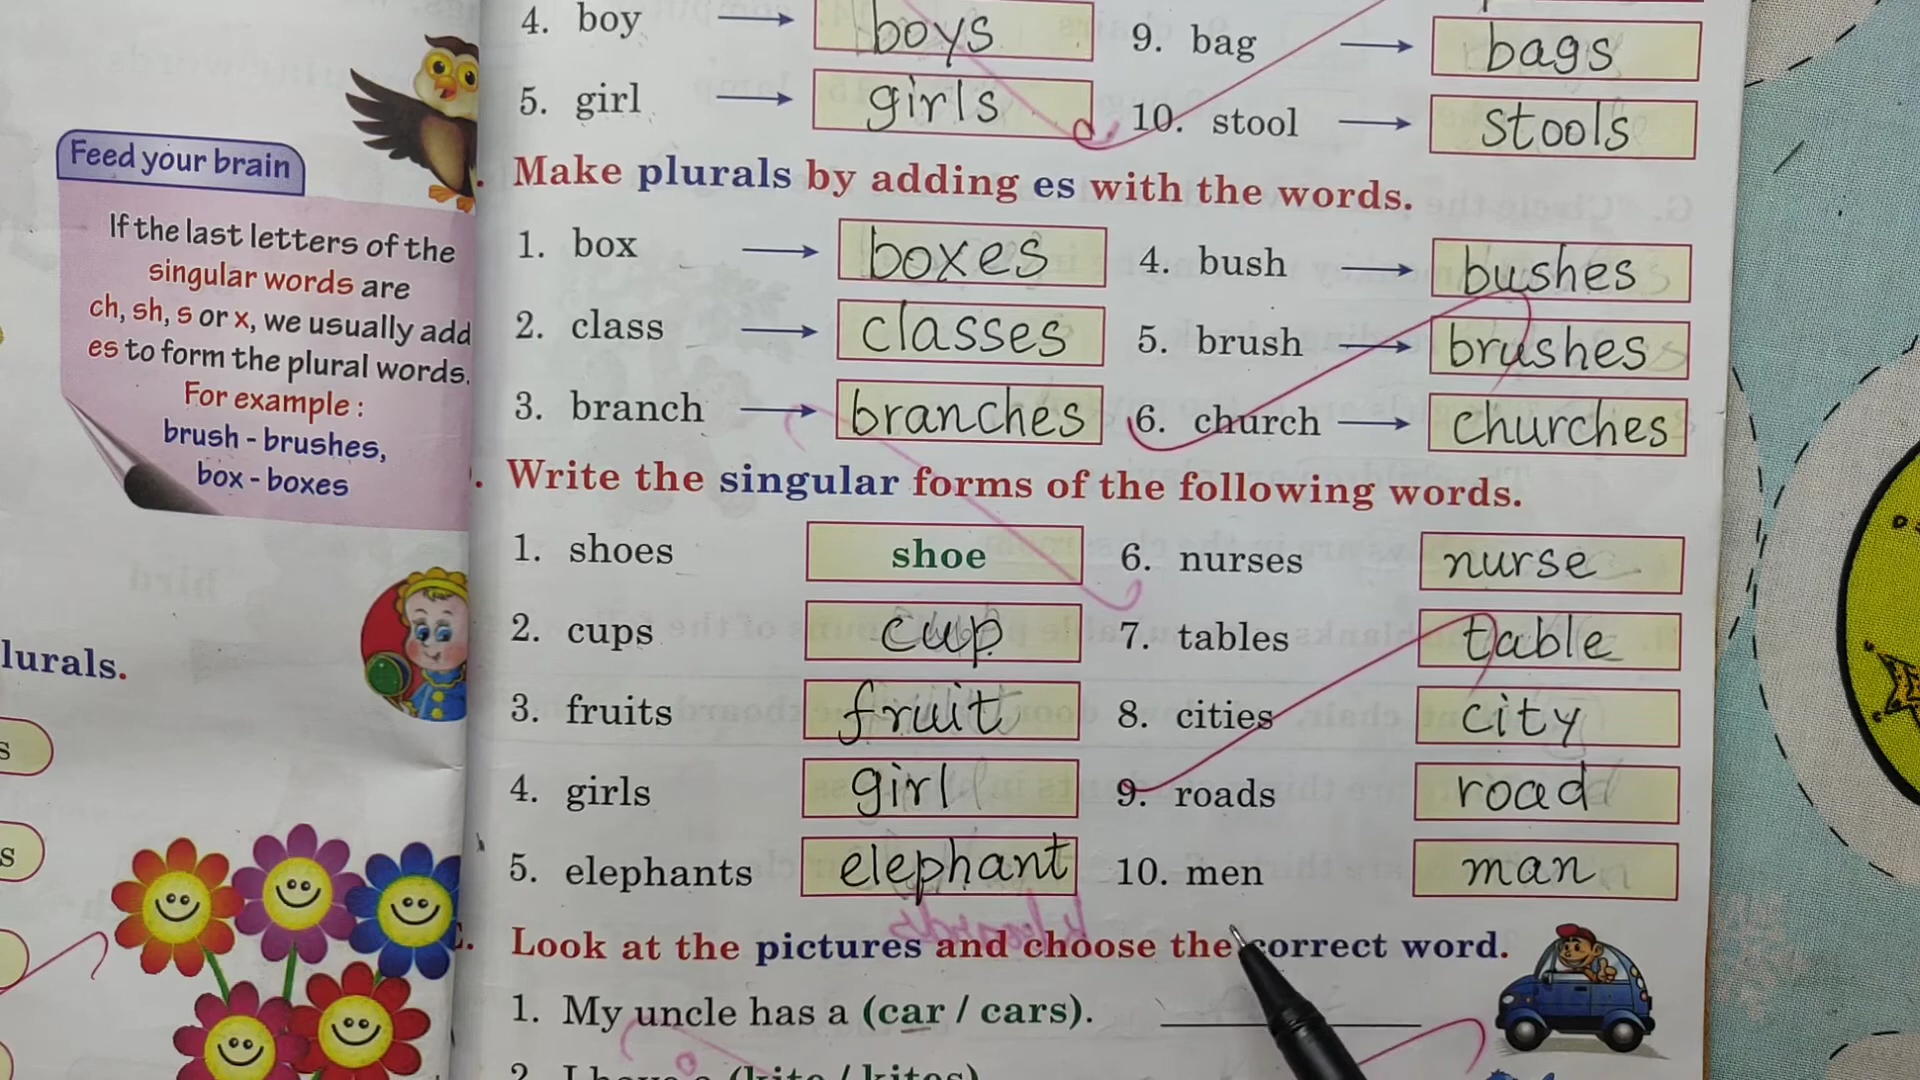 4. boy → boys
5. girl → girls
9. bag → bags
10. stool → stools
Make plurals by adding es with the words.
1. box → boxes
2. class → classes
3. branch → branches
4. bush → bushes
5. brush → brushes
6. church → churches
Write the singular forms of the following words.
1. shoes shoe
2. cups cup
3. fruits fruit
4. girls girl
5. elephants elephant
6. nurses nurse
7. tables table
8. cities city
9. roads road
10. men man
Look at the pictures and choose the correct word.
1. My uncle has a (car / cars).
2. I have a (kite / kites)
Feed your brain
If the last letters of the
singular words are
ch, sh, s or x, we usually add
es to form the plural words.
For example :
brush - brushes,
box - boxes
lurals.
s
s